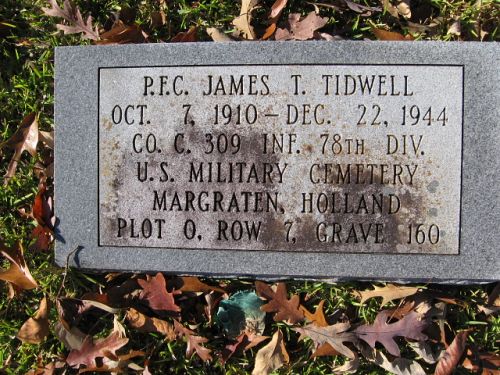 P.F.C. JAMES T. TIDWELL
OCT. 7, 1910 - DEC. 22, 1944
CO. C. 309 INF. 78TH DIV.
U.S. MILITARY CEMETERY
MARGRATEN, HOLLAND
PLOT O, ROW 7, GRAVE 160